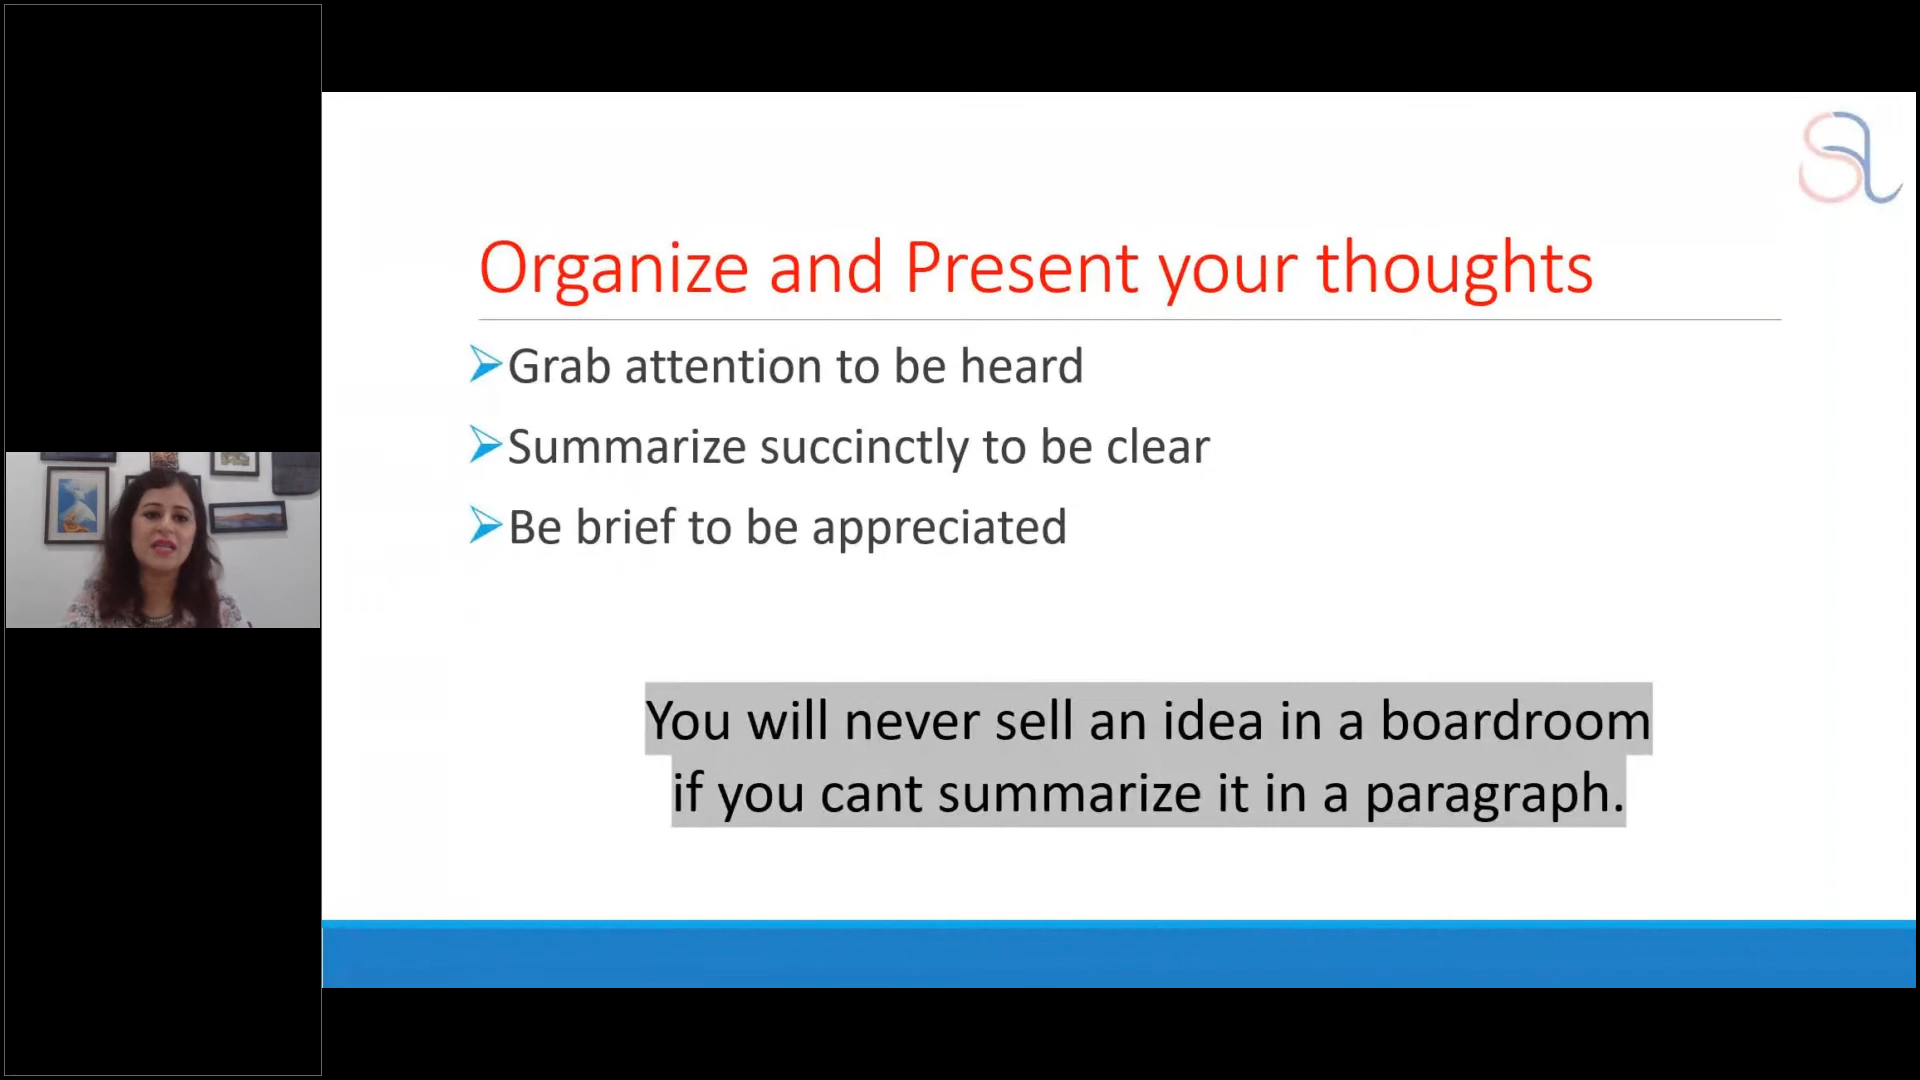 Organize and Present your thoughts
Grab attention to be heard
Summarize succinctly to be clear
Be brief to be appreciated
You will never sell an idea in a boardroom
if you cant summarize it in a paragraph.